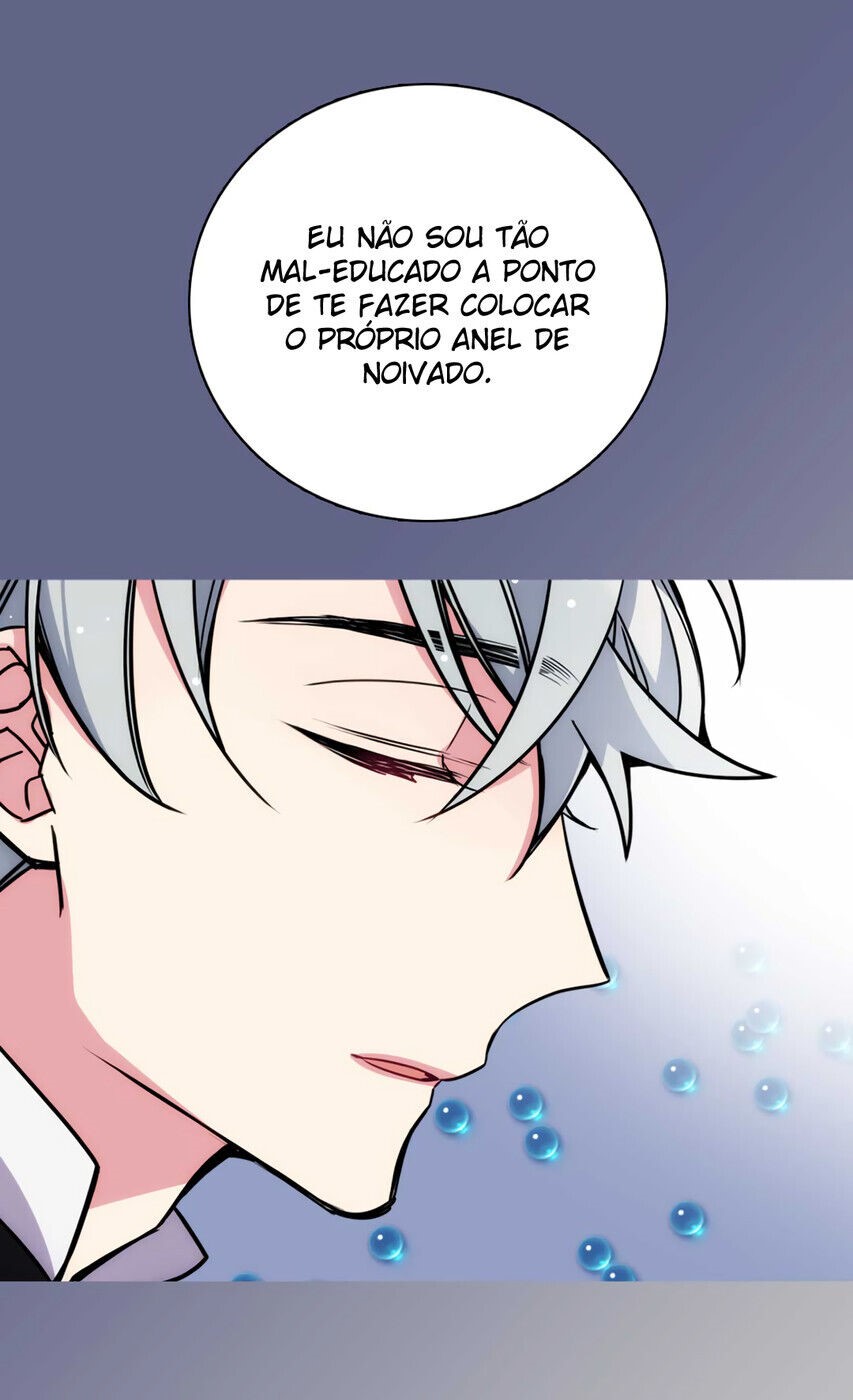 EU NÃO SOU TÃO
MAL-EDUCADO A PONTO
DE TE FAZER COLOCAR
O PRÓPRIO ANEL DE
NOIVADO.